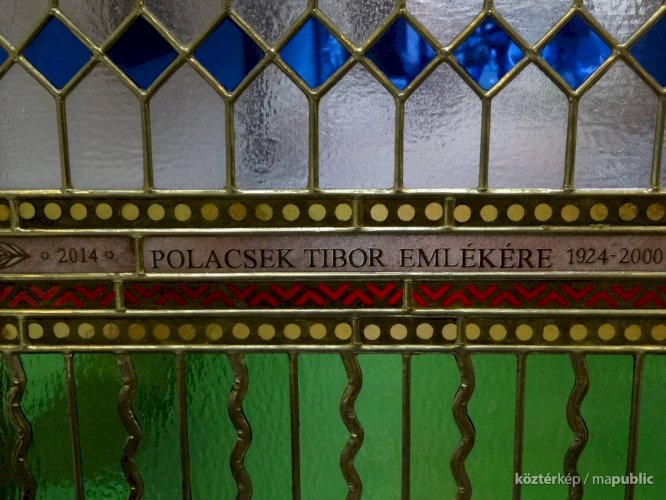 ∘ 2014 ∘ POLACSEK TIBOR EMLÉKÉRE 1924-2000
köztérkép / mapublic